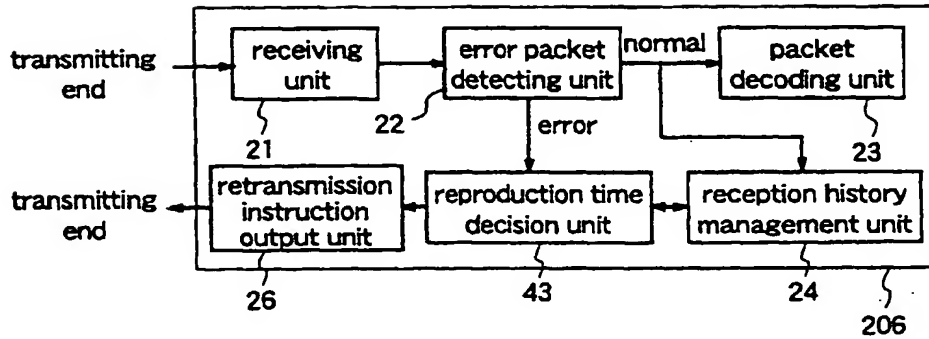 transmitting
end
receiving
unit
error packet
detecting unit
normal
packet
decoding unit
21
22
error
23
transmitting
end
retransmission
instruction
output unit
reproduction time
decision unit
reception history
management unit
26
43
24
206